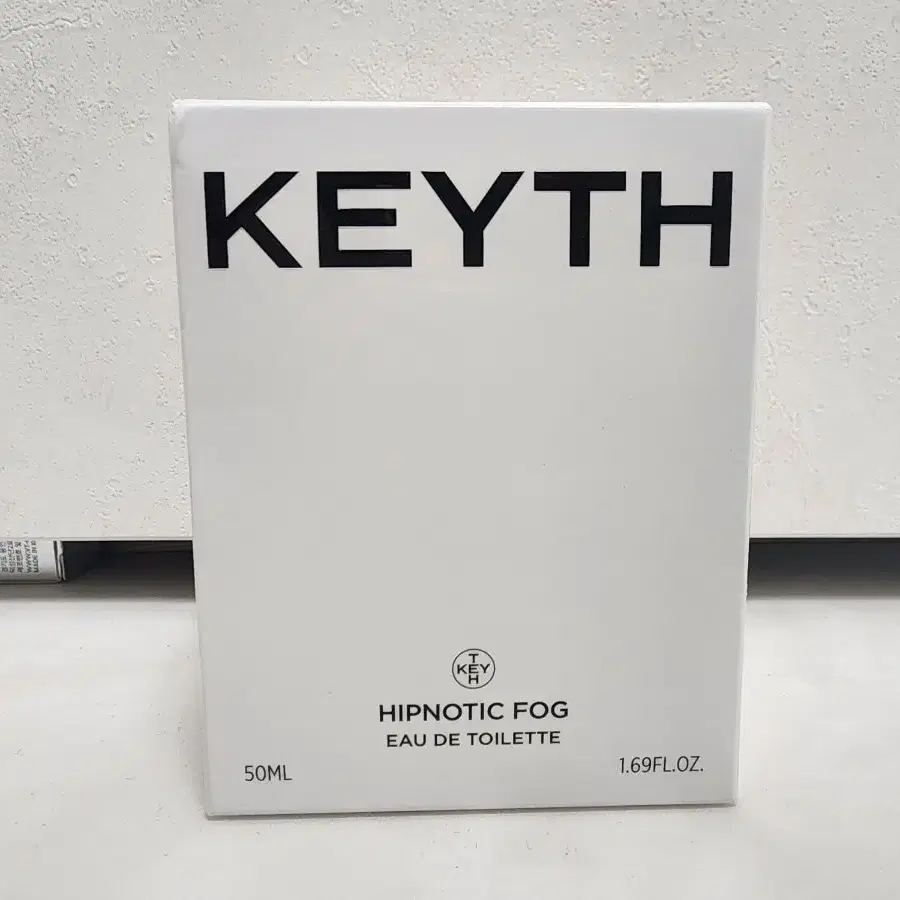 KEYTH
T
KEY
H
HIPNOTIC FOG
EAU DE TOILETTE
50ML
1.69FL.OZ.